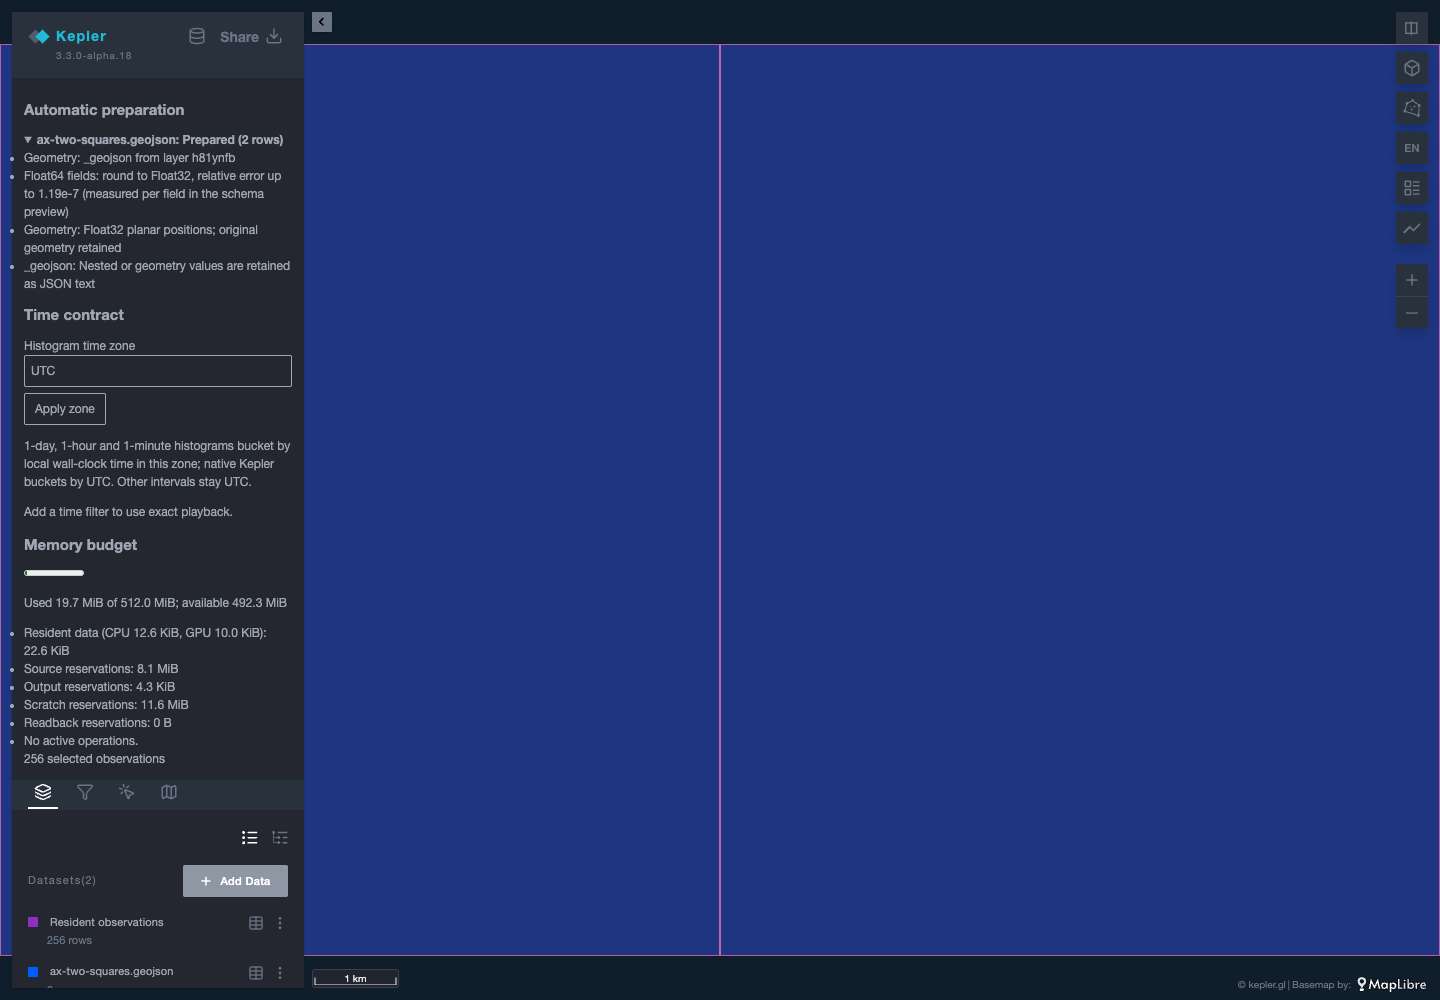 Kepler
3.3.0-alpha.18
Share
Automatic preparation
ax-two-squares.geojson: Prepared (2 rows)
Geometry: _geojson from layer h81ynfb
Float64 fields: round to Float32, relative error up
to 1.19e-7 (measured per field in the schema
preview)
Geometry: Float32 planar positions; original
geometry retained
_geojson: Nested or geometry values are retained
as JSON text
Time contract
Histogram time zone
UTC
Apply zone
1-day, 1-hour and 1-minute histograms bucket by
local wall-clock time in this zone; native Kepler
buckets by UTC. Other intervals stay UTC.
Add a time filter to use exact playback.
Memory budget
Used 19.7 MiB of 512.0 MiB; available 492.3 MiB
Resident data (CPU 12.6 KiB, GPU 10.0 KiB):
22.6 KiB
Source reservations: 8.1 MiB
Output reservations: 4.3 KiB
Scratch reservations: 11.6 MiB
Readback reservations: 0 B
No active operations.
256 selected observations
Datasets(2)
+ Add Data
Resident observations
256 rows
ax-two-squares.geojson
EN
1 km
© kepler.gl | Basemap by: MapLibre